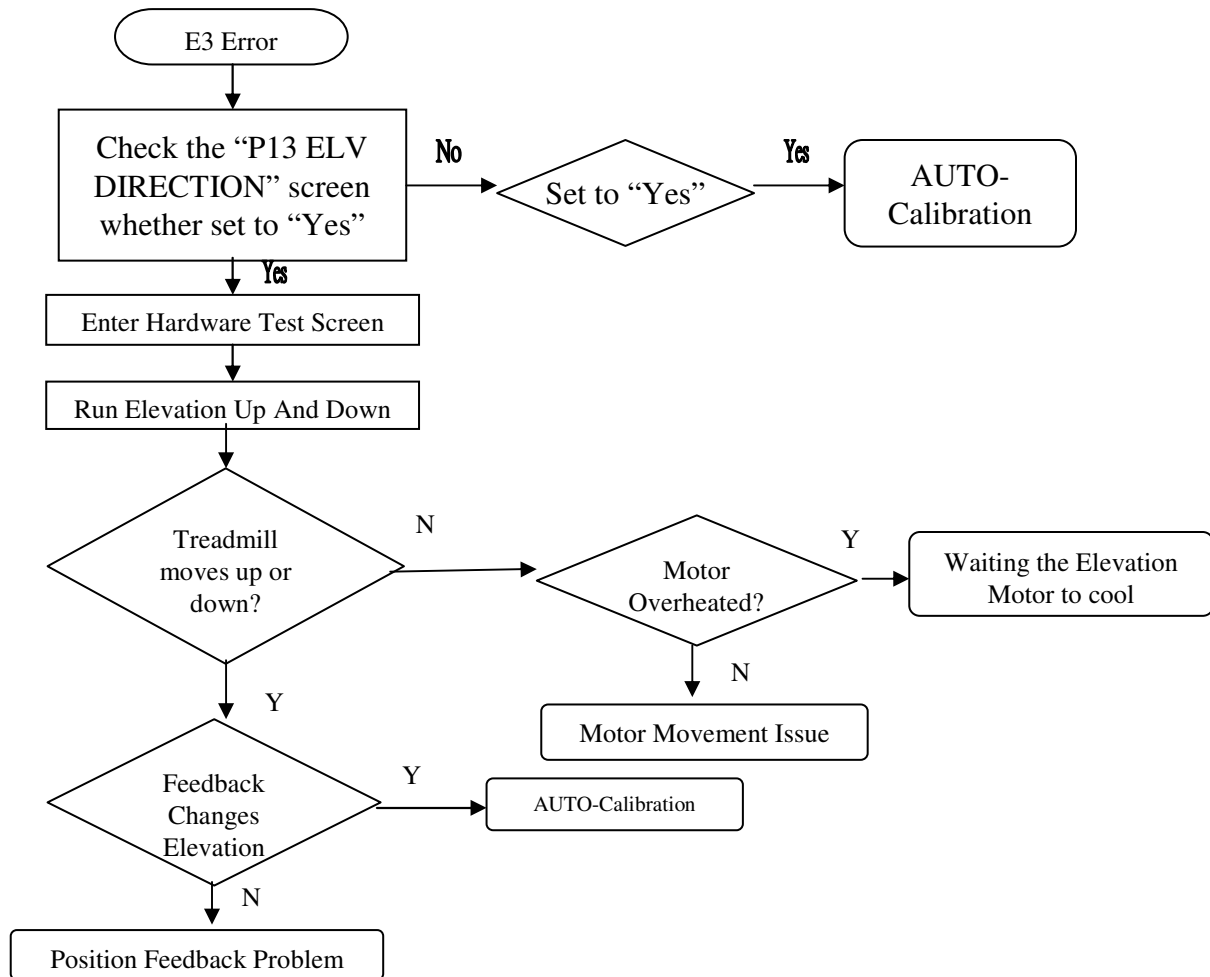 E3 Error
Check the “P13 ELV
DIRECTION” screen
whether set to “Yes”
No
Set to “Yes”
Yes
AUTO-
Calibration
Yes
Enter Hardware Test Screen
Run Elevation Up And Down
Treadmill
moves up or
down?
N
Motor
Overheated?
Y
Waiting the Elevation
Motor to cool
N
Motor Movement Issue
Y
Feedback
Changes
Elevation
Y
AUTO-Calibration
N
Position Feedback Problem